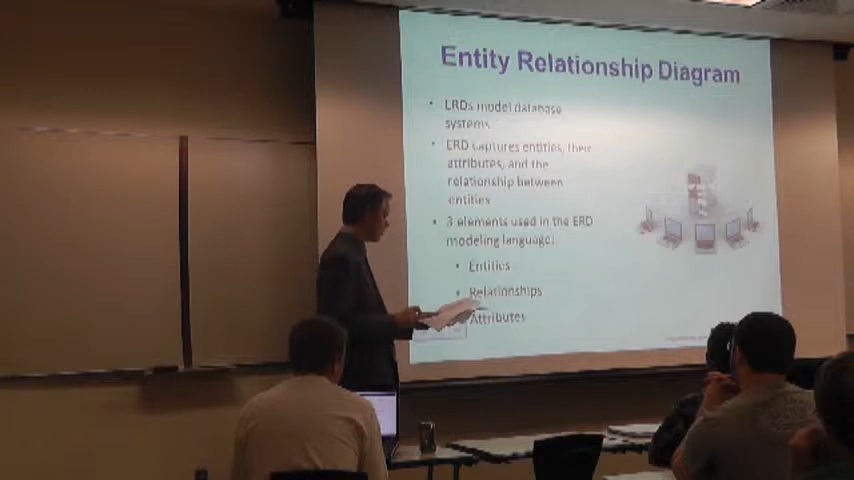 Entity Relationship Diagram
• ERDs model database
systems
• ERD captures entities, their
attributes, and the
relationship between
entities
• 3 elements used in the ERD
modeling language:
• Entities
• Relationships
• Attributes